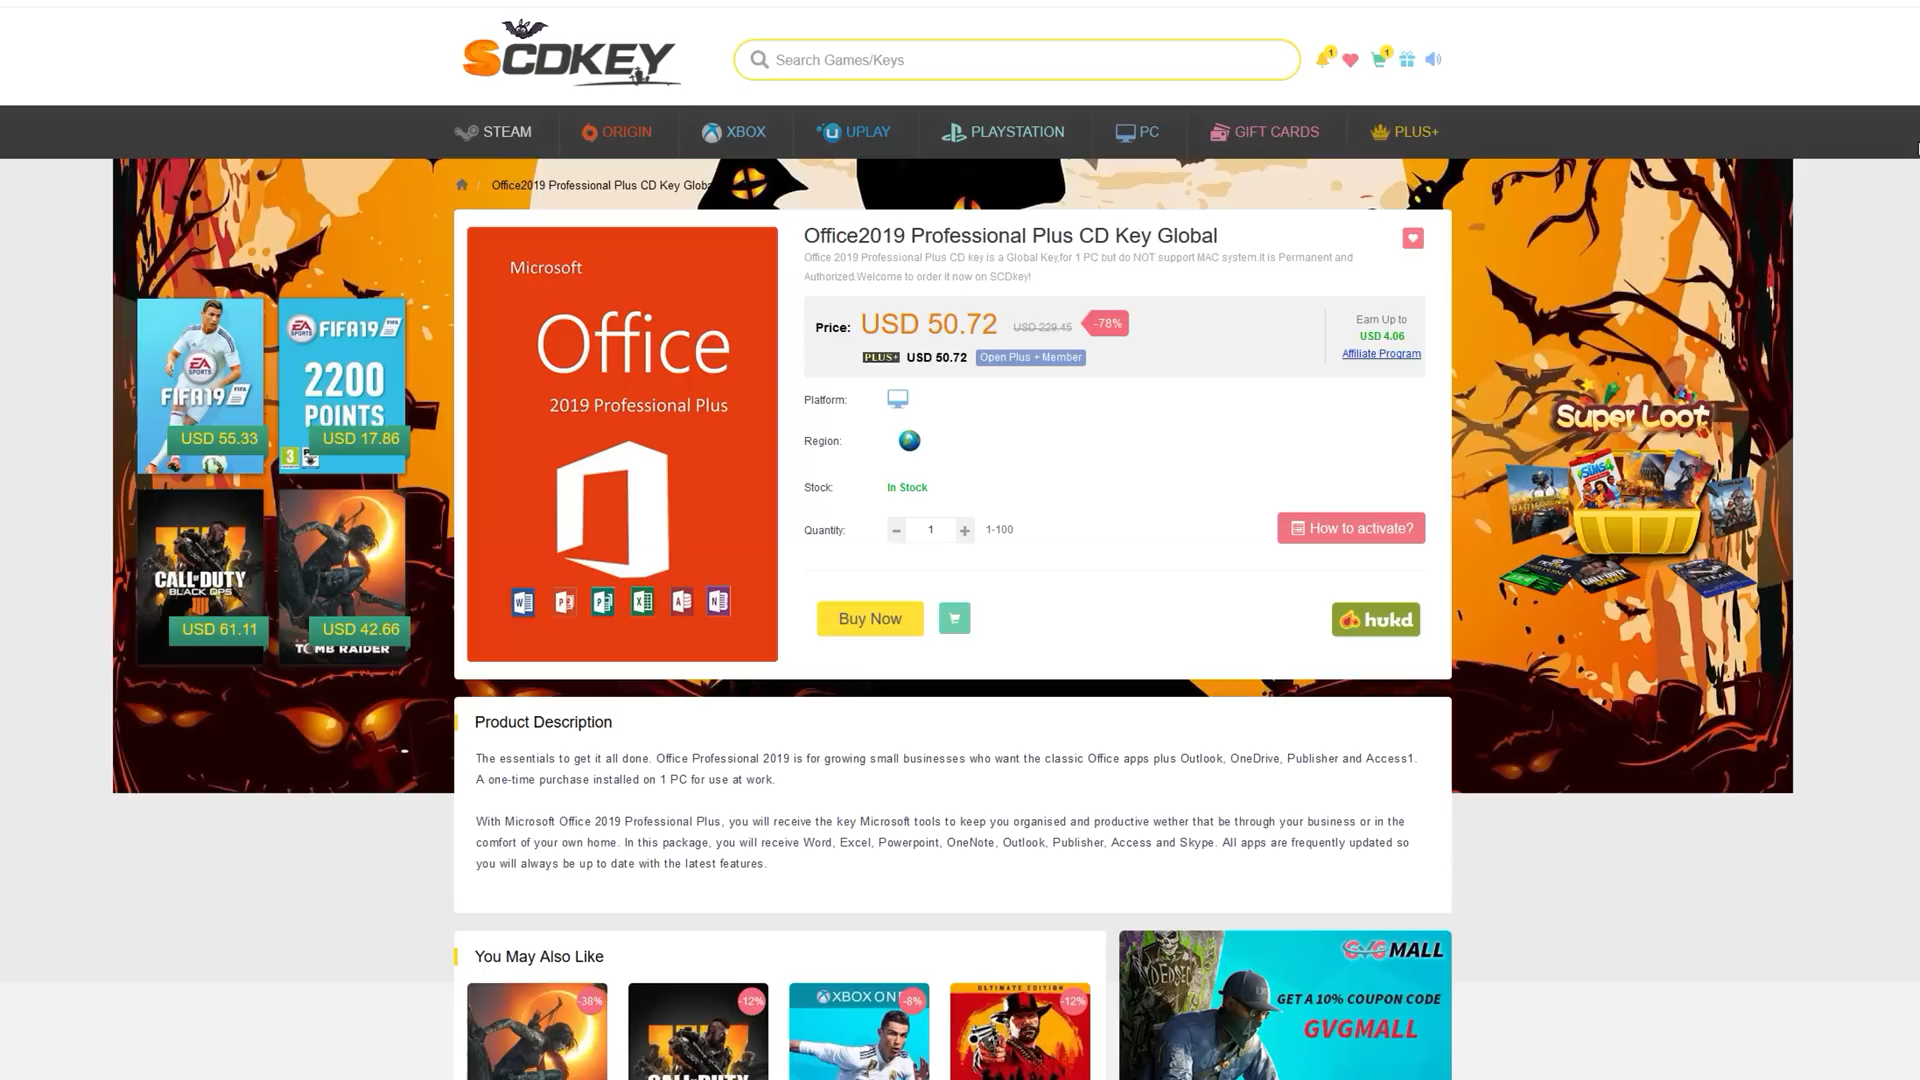 SCDKEY
Search Games/Keys
1
1
STEAM
ORIGIN
XBOX
UPLAY
PLAYSTATION
PC
GIFT CARDS
PLUS+
Office2019 Professional Plus CD Key Globa
Microsoft
Office
2019 Professional Plus
Office2019 Professional Plus CD Key Global
Office 2019 Professional Plus CD key is a Global Key,for 1 PC but do NOT support MAC system.It is Permanent and
Authorized.Welcome to order it now on SCDkey!
Price: USD 50.72 USD 229.45 -78%
PLUS+ USD 50.72 Open Plus + Member
Earn Up to
USD 4.06
Affiliate Program
Platform:
Region:
Stock: In Stock
Quantity: 1 1-100
How to activate?
Buy Now
hukd
EA SPORTS
FIFA19
USD 55.33
EA SPORTS FIFA19
2200
POINTS
3
USD 17.86
CALL OF DUTY
BLACK OPS
USD 61.11
USD 42.66
TOMB RAIDER
Super Loot
Product Description
The essentials to get it all done. Office Professional 2019 is for growing small businesses who want the classic Office apps plus Outlook, OneDrive, Publisher and Access1.
A one-time purchase installed on 1 PC for use at work.
With Microsoft Office 2019 Professional Plus, you will receive the key Microsoft tools to keep you organised and productive wether that be through your business or in the
comfort of your own home. In this package, you will receive Word, Excel, Powerpoint, OneNote, Outlook, Publisher, Access and Skype. All apps are frequently updated so
you will always be up to date with the latest features.
You May Also Like
-38%
-12%
XBOX ON
-8%
ULTIMATE EDITION
-12%
GVGMALL
GET A 10% COUPON CODE
GVGMALL